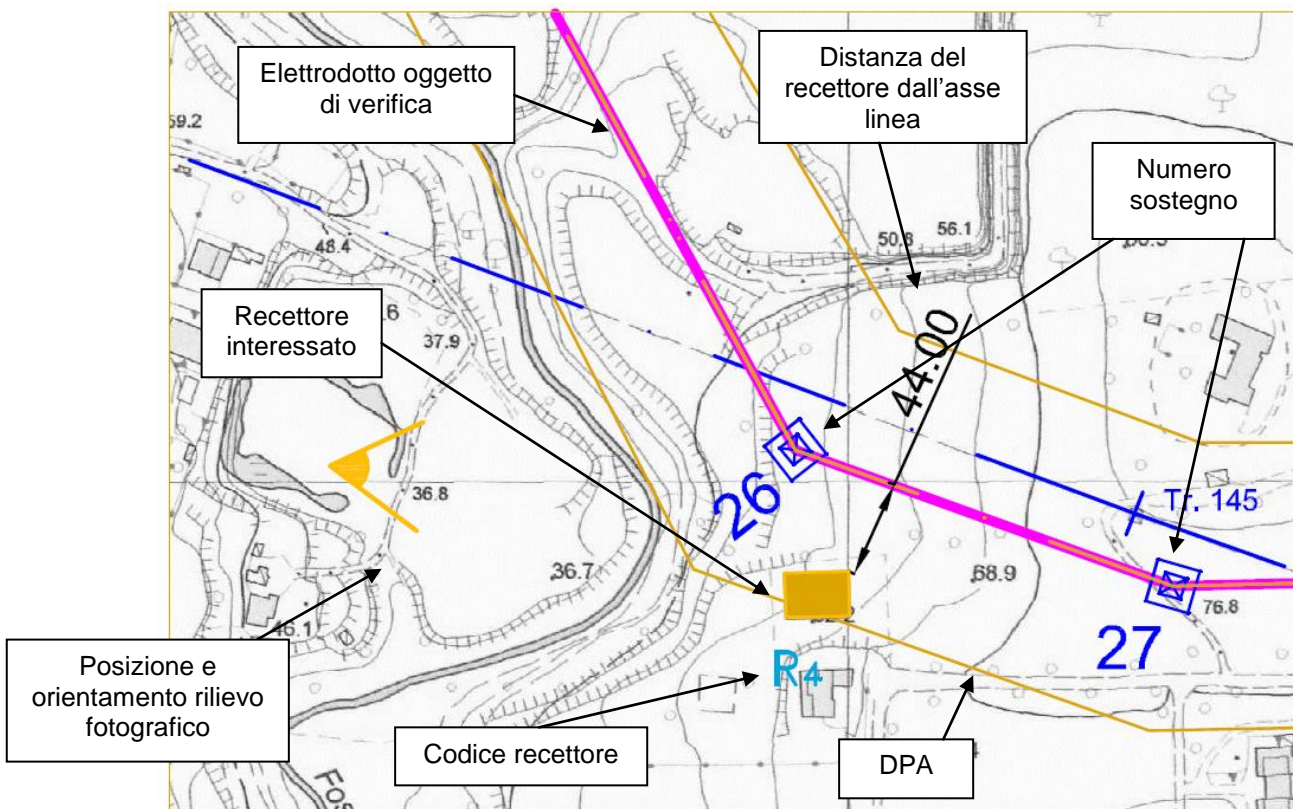 Elettrodotto oggetto
di verifica
Distanza del
recettore dall'asse
linea
Numero
sostegno
Recettore
interessato
Posizione e
orientamento rilievo
fotografico
Codice recettore
DPA
59.2
48.4
37.9
36.8
36.7
46.1
50.8
56.1
44.00
26
Tr. 145
68.9
76.8
27
R4